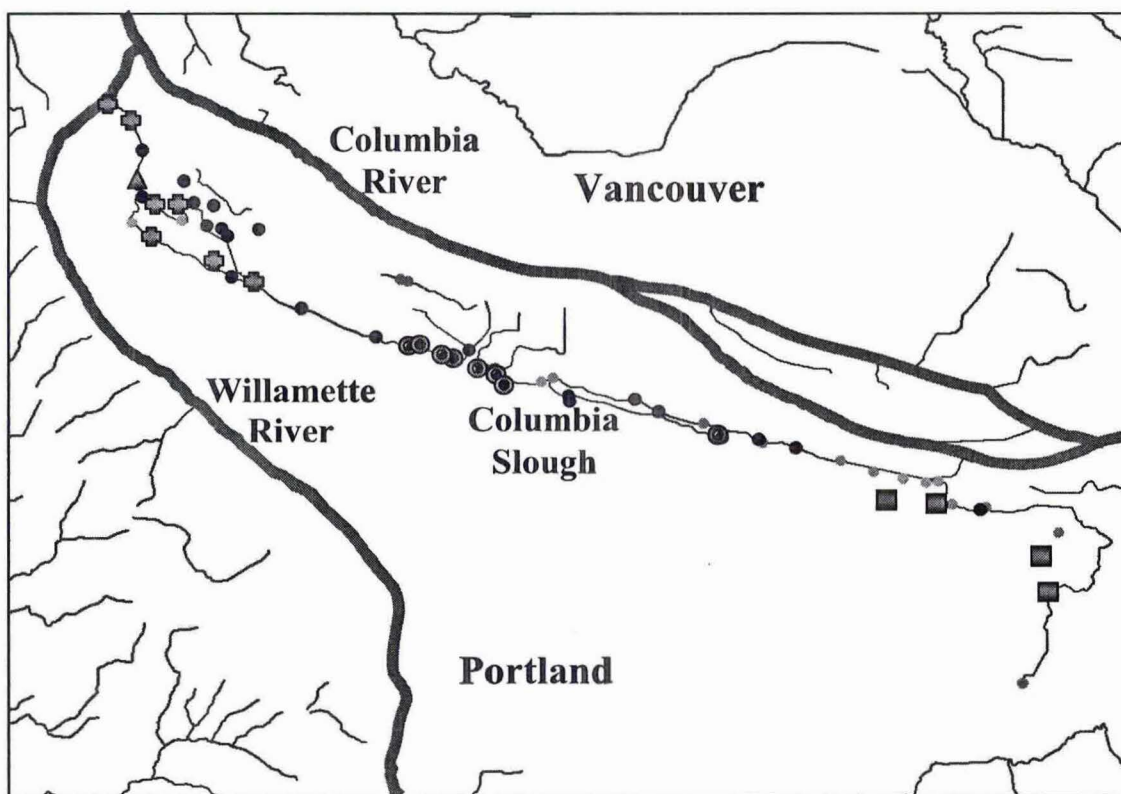 Columbia
River
Vancouver
Willamette
River
Columbia
Slough
Portland